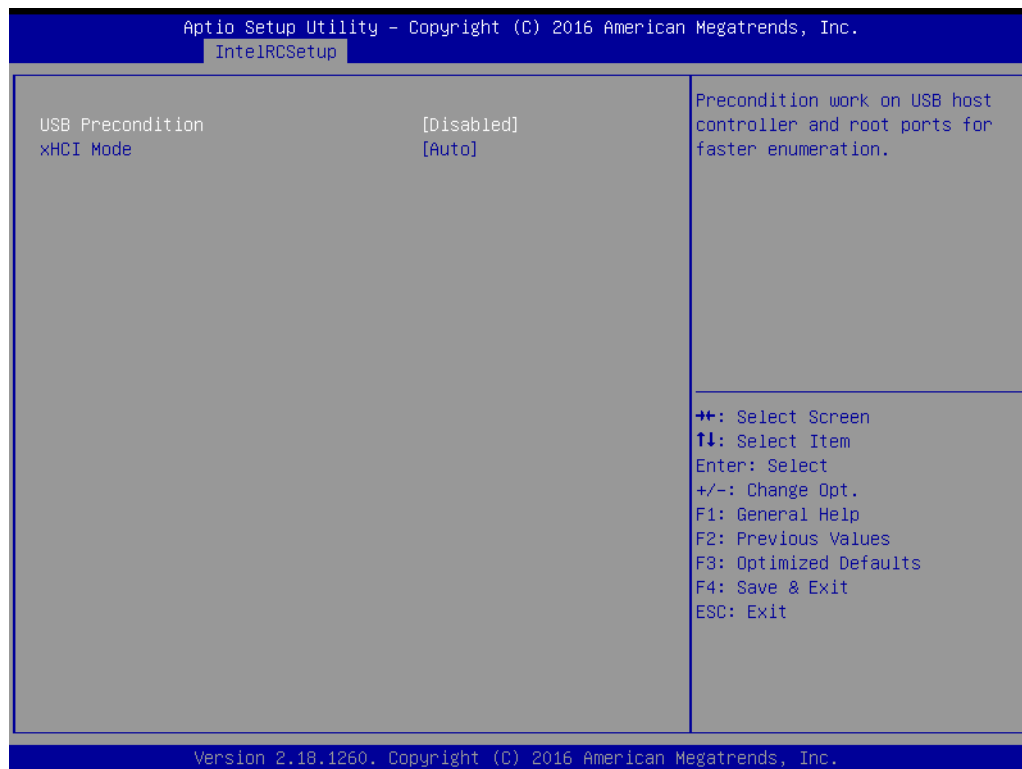 Aptio Setup Utility – Copyright (C) 2016 American Megatrends, Inc.
IntelRCSetup
USB Precondition [Disabled]
xHCI Mode [Auto]
Precondition work on USB host
controller and root ports for
faster enumeration.
→←: Select Screen
↑↓: Select Item
Enter: Select
+/-: Change Opt.
F1: General Help
F2: Previous Values
F3: Optimized Defaults
F4: Save & Exit
ESC: Exit
Version 2.18.1260. Copyright (C) 2016 American Megatrends, Inc.